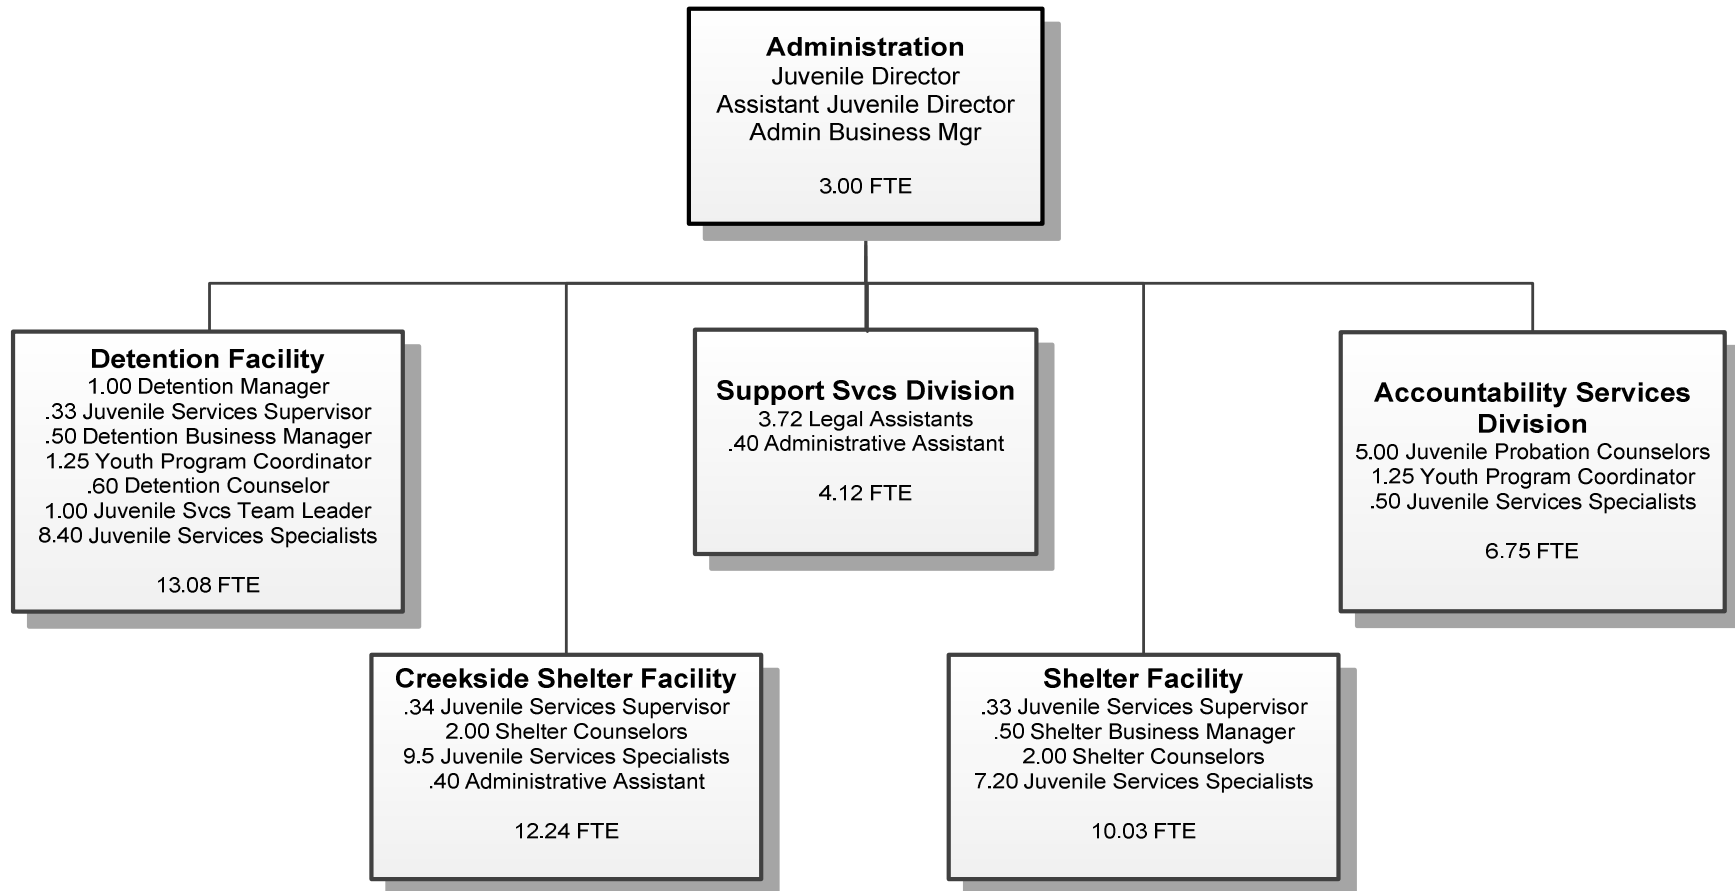 Administration
Juvenile Director
Assistant Juvenile Director
Admin Business Mgr
3.00 FTE
Detention Facility
1.00 Detention Manager
.33 Juvenile Services Supervisor
.50 Detention Business Manager
1.25 Youth Program Coordinator
.60 Detention Counselor
1.00 Juvenile Svcs Team Leader
8.40 Juvenile Services Specialists
13.08 FTE
Support Svcs Division
3.72 Legal Assistants
.40 Administrative Assistant
4.12 FTE
Accountability Services
Division
5.00 Juvenile Probation Counselors
1.25 Youth Program Coordinator
.50 Juvenile Services Specialists
6.75 FTE
Creekside Shelter Facility
.34 Juvenile Services Supervisor
2.00 Shelter Counselors
9.5 Juvenile Services Specialists
.40 Administrative Assistant
12.24 FTE
Shelter Facility
.33 Juvenile Services Supervisor
.50 Shelter Business Manager
2.00 Shelter Counselors
7.20 Juvenile Services Specialists
10.03 FTE